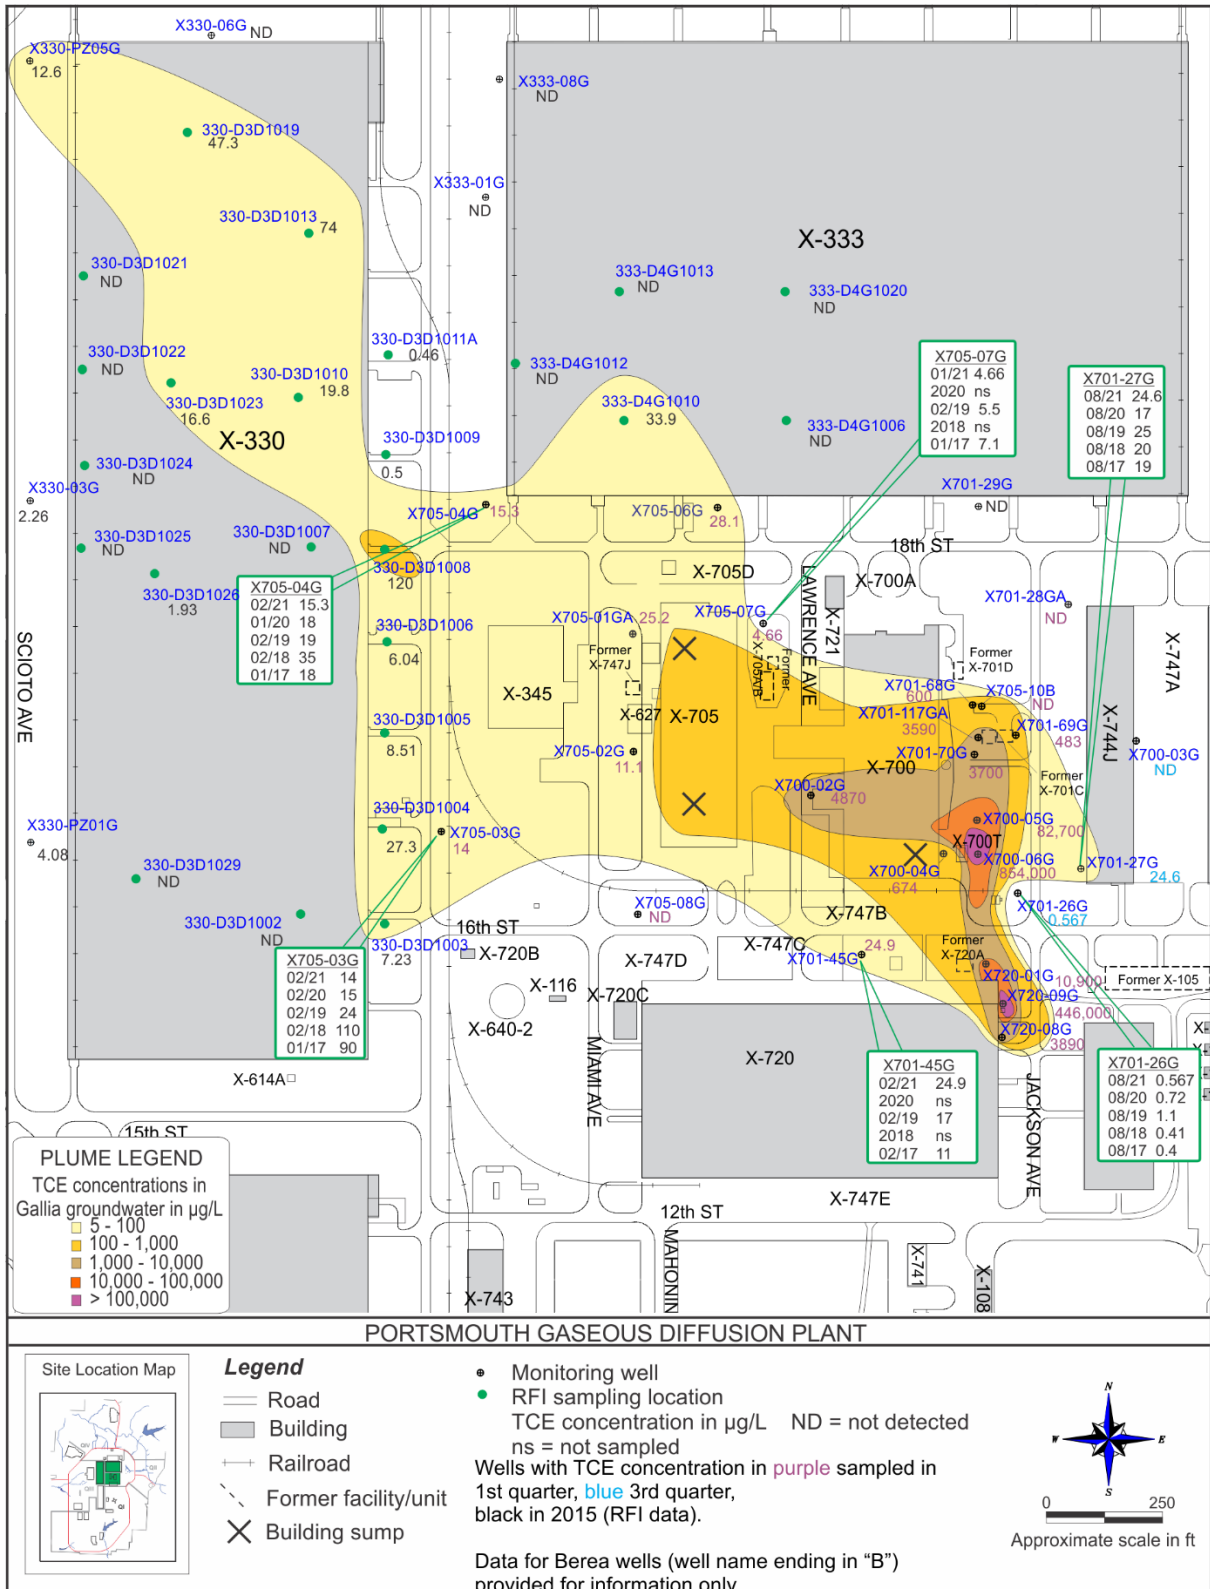 X330-06G
ND
X330-PZ05G
12.6
X333-08G
ND
330-D3D1019
47.3
X333-01G
ND
330-D3D1013
74
X-333
330-D3D1021
ND
333-D4G1013
ND
333-D4G1020
ND
330-D3D1011A
0.46
330-D3D1022
ND
333-D4G1012
ND
330-D3D1010
19.8
330-D3D1023
16.6
X-330
333-D4G1010
33.9
333-D4G1006
ND
X705-07G
01/21 4.66
2020 ns
02/19 5.5
2018 ns
01/17 7.1
X701-27G
08/21 24.6
08/20 17
08/19 25
08/18 20
08/17 19
330-D3D1009
0.5
330-D3D1024
ND
X330-03G
2.26
X705-04G
15.3
X705-06G
28.1
X701-29G
ND
330-D3D1025
ND
330-D3D1007
ND
18th ST
330-D3D1008
120
330-D3D1026
1.93
X-705D
X-700A
X705-04G
02/21 15.3
01/20 18
02/19 19
02/18 35
01/17 18
LAWRENCE AVE
X-721
X701-28GA
ND
X705-01GA
25.2
X705-07G
4.66
330-D3D1006
6.04
SCIOTO AVE
Former
X-747J
Former
X-705A/B
Former
X-701D
X-747A
X-345
X-627
X-705
X701-68G
600
X705-10B
ND
X701-117GA
3590
X701-69G
483
X-744J
X700-03G
ND
330-D3D1005
8.51
X705-02G
11.1
X701-70G
3700
X-700
Former
X-701C
X700-02G
4870
330-D3D1004
27.3
X705-03G
14
X330-PZ01G
4.08
X700-05G
82,700
X-700T
X700-06G
854,000
X700-04G
674
X701-27G
24.6
330-D3D1029
ND
X705-08G
ND
X701-26G
0.567
330-D3D1002
ND
330-D3D1003
7.23
16th ST
X-747B
X-747C
X-747D
X-720B
24.9
X701-45G
Former
X-720A
X720-01G
10,900
Former X-105
X705-03G
02/21 14
02/20 15
02/19 24
02/18 110
01/17 90
X-116
X-720C
X-640-2
X720-09G
446,000
X720-08G
3890
MIAMI AVE
X-720
X701-45G
02/21 24.9
2020 ns
02/19 17
2018 ns
02/17 11
JACKSON AVE
X701-26G
08/21 0.567
08/20 0.72
08/19 1.1
08/18 0.41
08/17 0.4
X-614A
15th ST
X-747E
12th ST
MAHONIN
X-741
X-108
X-743
PLUME LEGEND
TCE concentrations in
Gallia groundwater in µg/L
5 - 100
100 - 1,000
1,000 - 10,000
10,000 - 100,000
> 100,000
PORTSMOUTH GASEOUS DIFFUSION PLANT
Site Location Map
Legend
Road
Building
Railroad
Former facility/unit
Building sump
Monitoring well
RFI sampling location
TCE concentration in µg/L ND = not detected
ns = not sampled
Wells with TCE concentration in purple sampled in
1st quarter, blue 3rd quarter,
black in 2015 (RFI data).
Data for Berea wells (well name ending in “B”)
provided for information only
N
W
E
S
0 250
Approximate scale in ft